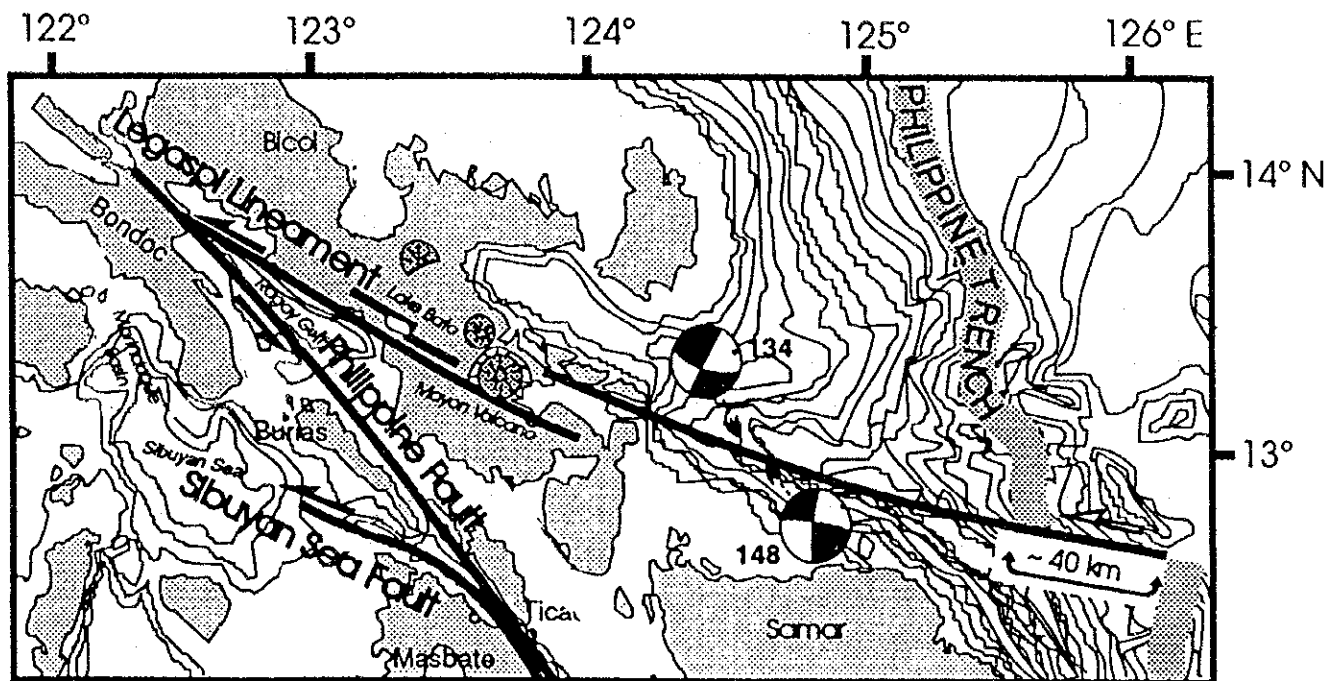 122°
123°
124°
125°
126° E
14° N
13°
Legaspi Lineament
Bicol
Bondoc
Ragay Gulf
Lake Bato
Mayon Volcano
Philippine Fault
PHILIPPINE TRENCH
134
148
~ 40 km
Burias
Sibuyan Sea
Sibuyan Sea Fault
Ticao
Masbate
Samar